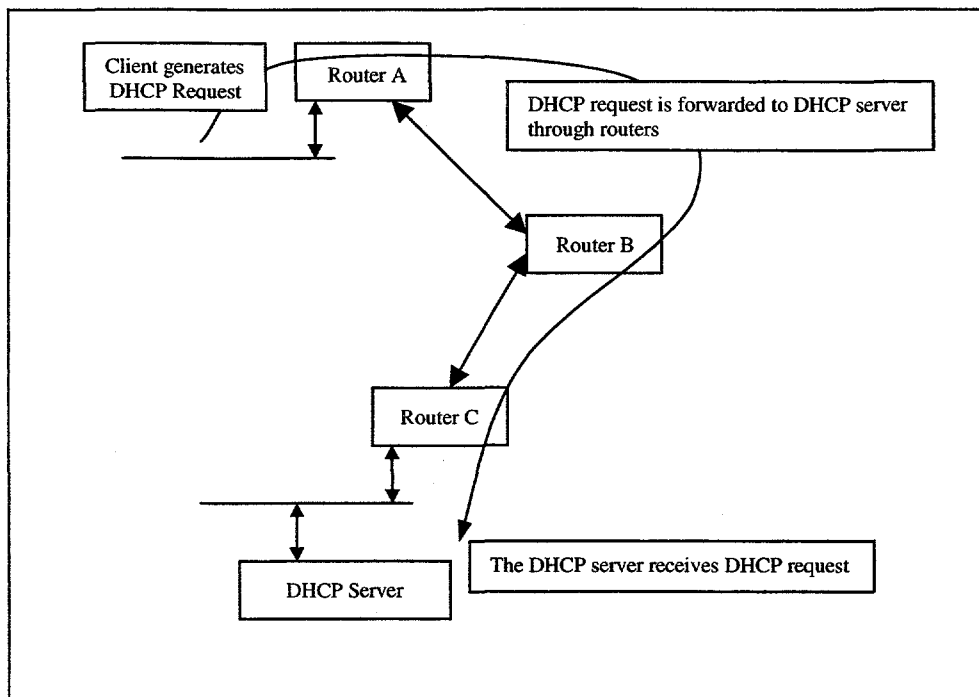 Client generates
DHCP Request
Router A
DHCP request is forwarded to DHCP server
through routers
Router B
Router C
The DHCP server receives DHCP request
DHCP Server